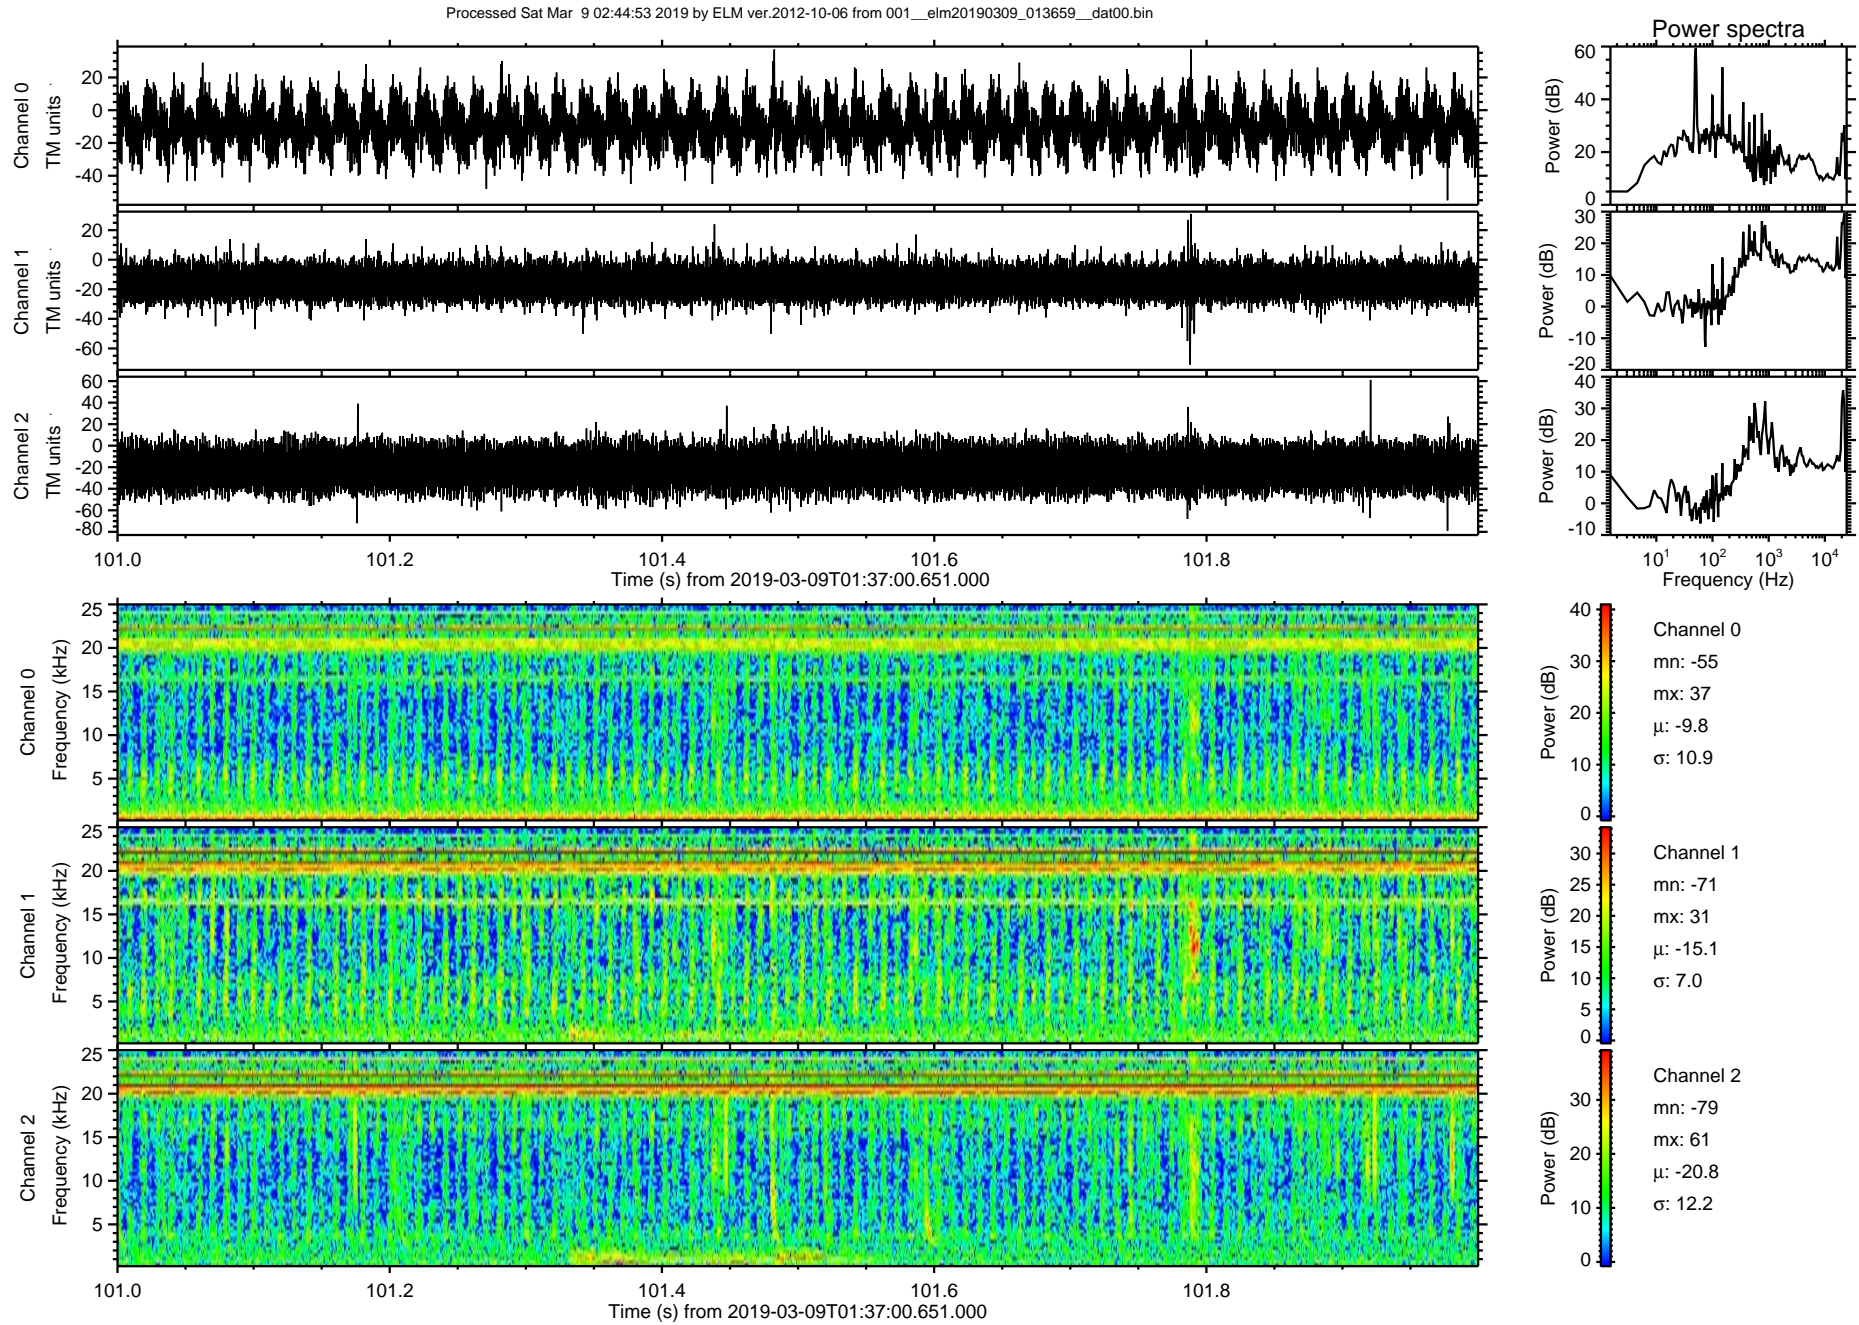 Processed Sat Mar  9 02:44:53 2019 by ELM ver.2012-10-06 from 001__elm20190309_013659__dat00.bin
Power spectra
Channel 0
TM units
20
0
-20
-40
Power (dB)
60
40
20
0
Channel 1
TM units
20
0
-20
-40
-60
Power (dB)
30
20
10
0
-10
-20
Channel 2
TM units
60
40
20
0
-20
-40
-60
-80
Power (dB)
40
30
20
10
0
-10
101.0 101.2 101.4 101.6 101.8
Time (s) from 2019-03-09T01:37:00.651.000
10^1 10^2 10^3 10^4
Frequency (Hz)
Channel 0
Frequency (kHz)
25
20
15
10
5
Power (dB)
40
30
20
10
0
Channel 0
mn: -55
mx: 37
μ: -9.8
σ: 10.9
Channel 1
Frequency (kHz)
25
20
15
10
5
Power (dB)
30
25
20
15
10
5
0
Channel 1
mn: -71
mx: 31
μ: -15.1
σ: 7.0
Channel 2
Frequency (kHz)
25
20
15
10
5
Power (dB)
30
20
10
0
Channel 2
mn: -79
mx: 61
μ: -20.8
σ: 12.2
101.0 101.2 101.4 101.6 101.8
Time (s) from 2019-03-09T01:37:00.651.000